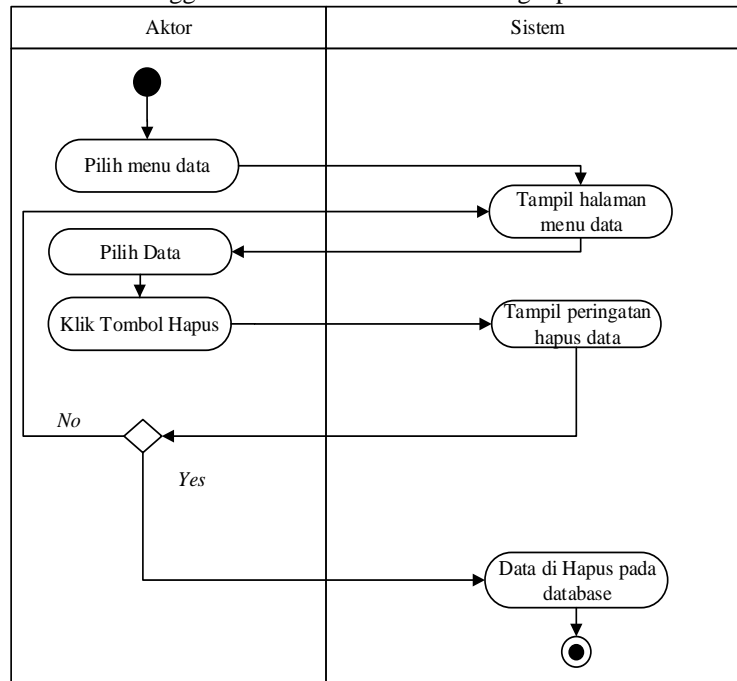 Aktor
Sistem
Pilih menu data
Tampil halaman
menu data
Pilih Data
Klik Tombol Hapus
Tampil peringatan
hapus data
No
Yes
Data di Hapus pada
database